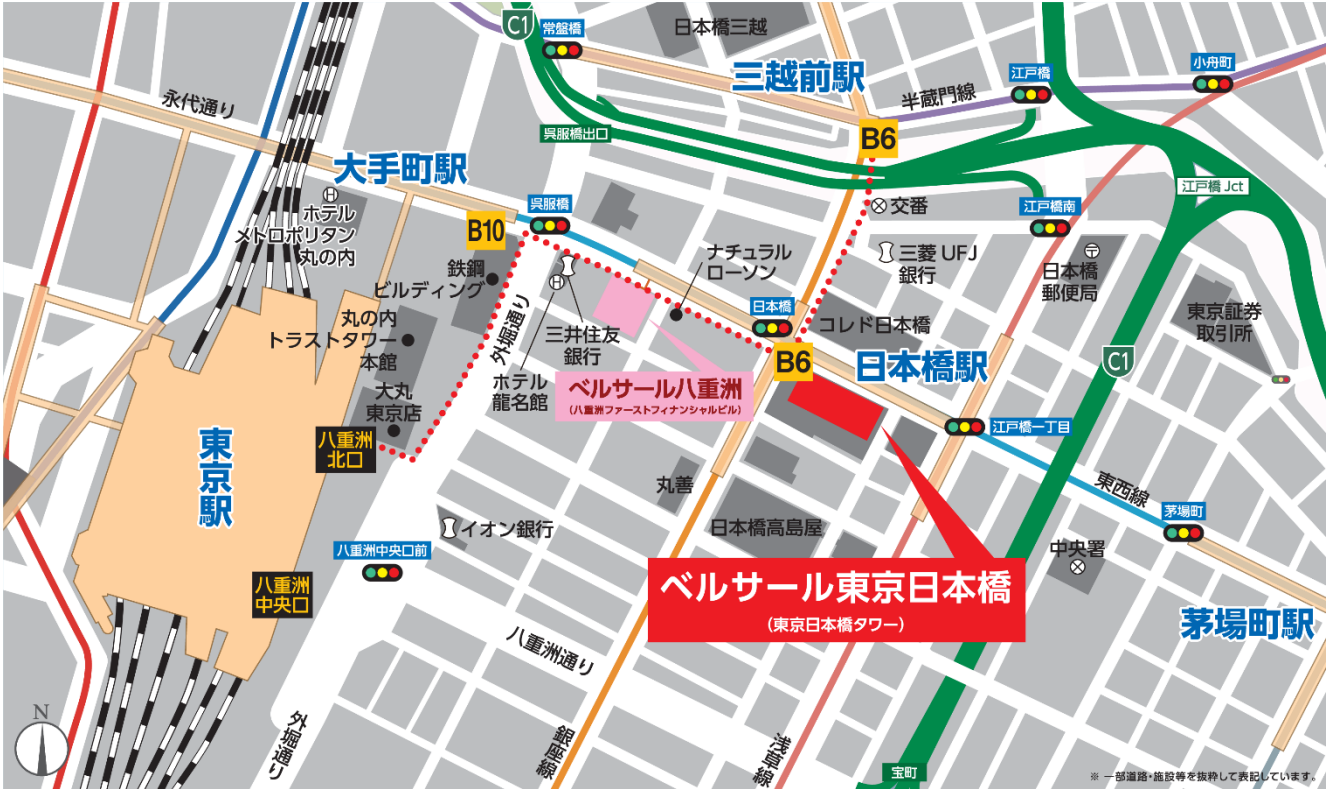 C1
常盤橋
日本橋三越
三越前駅
江戸橋
小舟町
半蔵門線
永代通り
呉服橋出口
B6
大手町駅
ホテル
メトロポリタン
丸の内
呉服橋
B10
交番
江戸橋南
江戸橋 Jct
鉄鋼
ビルディング
外堀通り
ナチュラル
ローソン
三菱 UFJ
銀行
日本橋
郵便局
丸の内
トラストタワー
本館
三井住友
銀行
日本橋
コレド日本橋
東京証券
取引所
B6
日本橋駅
C1
ホテル
龍名館
ベルサール八重洲
(八重洲ファーストフィナンシャルビル)
大丸
東京店
八重洲
北口
江戸橋一丁目
東京駅
丸善
東西線
イオン銀行
日本橋高島屋
茅場町
八重洲中央口前
中央署
八重洲
中央口
ベルサール東京日本橋
(東京日本橋タワー)
茅場町駅
八重洲通り
N
外堀通り
銀座線
浅草線
宝町
※ 一部道路・施設等を抜粋して表記しています。